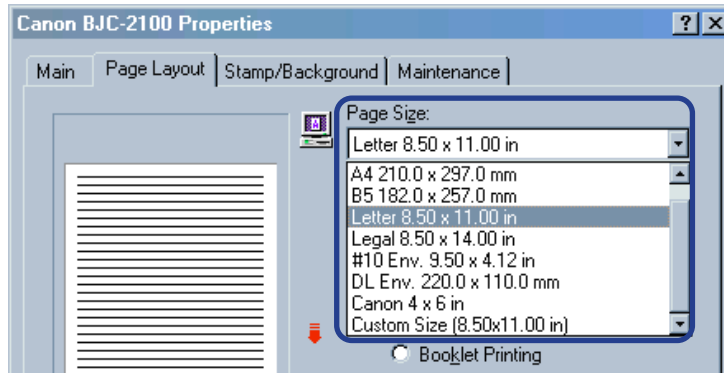 Canon BJC-2100 Properties
Main Page Layout Stamp/Background Maintenance
Page Size:
Letter 8.50 x 11.00 in
A4 210.0 x 297.0 mm
B5 182.0 x 257.0 mm
Letter 8.50 x 11.00 in
Legal 8.50 x 14.00 in
#10 Env. 9.50 x 4.12 in
DL Env. 220.0 x 110.0 mm
Canon 4 x 6 in
Custom Size (8.50x11.00 in)
Booklet Printing